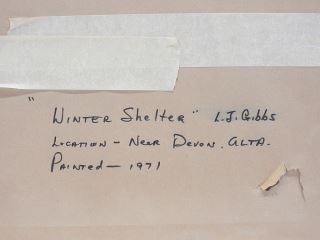 "Winter Shelter" L.J. Gibbs
Location - Near Devon, ALTA.
Painted - 1971